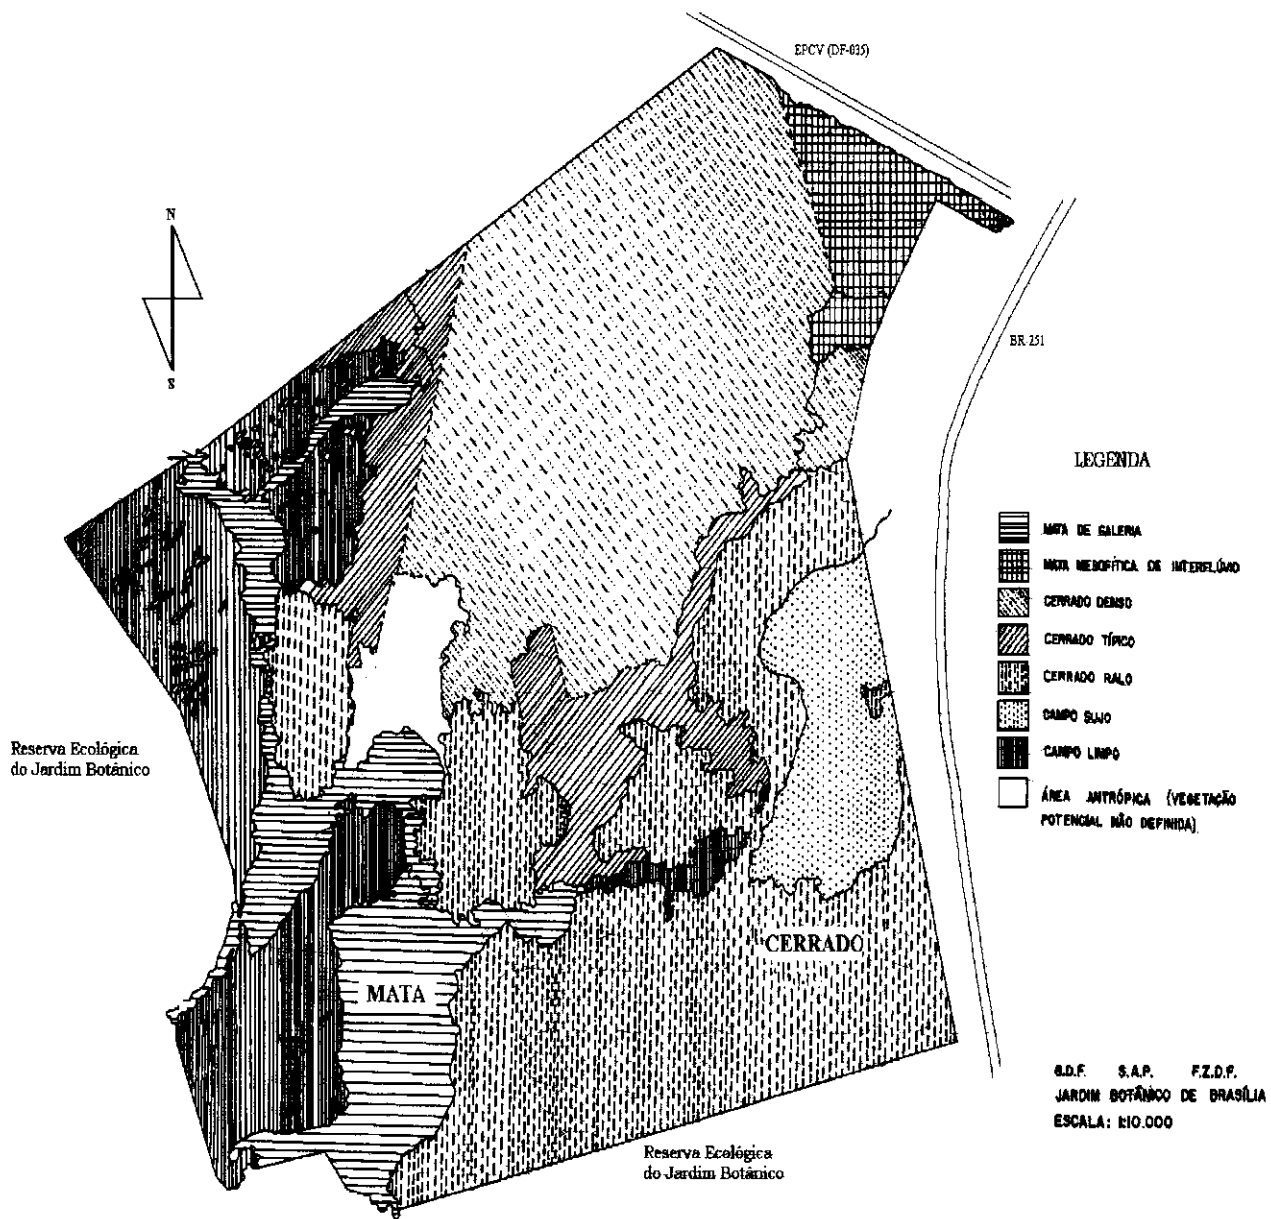 EPCV (DF-035)
N
S
BR 251
LEGENDA
MATA DE GALERIA
MATA MESOFÍTICA DE INTERFLÚVIO
CERRADO DENSO
CERRADO TÍPICO
CERRADO RALO
CAMPO SUJO
CAMPO LIMPO
ÁREA ANTRÓPICA (VEGETAÇÃO
POTENCIAL NÃO DEFINIDA)
Reserva Ecológica
do Jardim Botânico
CERRADO
MATA
G.D.F. S.A.P. F.Z.D.F.
JARDIM BOTÂNICO DE BRASÍLIA
ESCALA: 1:10.000
Reserva Ecológica
do Jardim Botânico